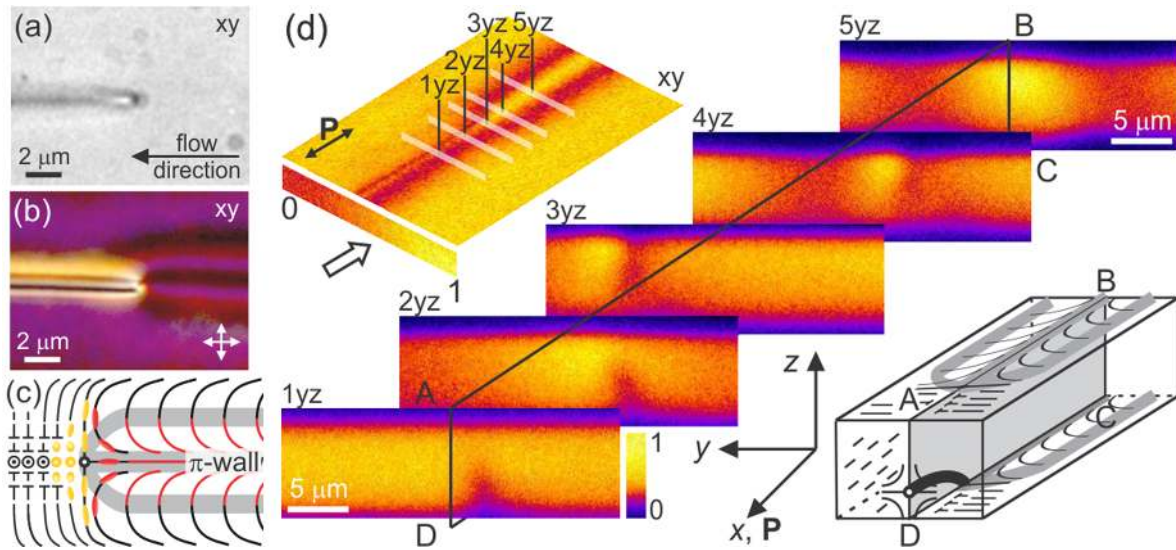 (a)
xy
flow
direction
2 μm
(b)
xy
2 μm
(c)
π-wall
(d)
3yz
5yz
2yz
4yz
1yz
xy
P
0
1
5yz
B
5 μm
4yz
C
3yz
2yz
A
1yz
5 μm
D
1
0
z
y
x, P
B
A
C
D